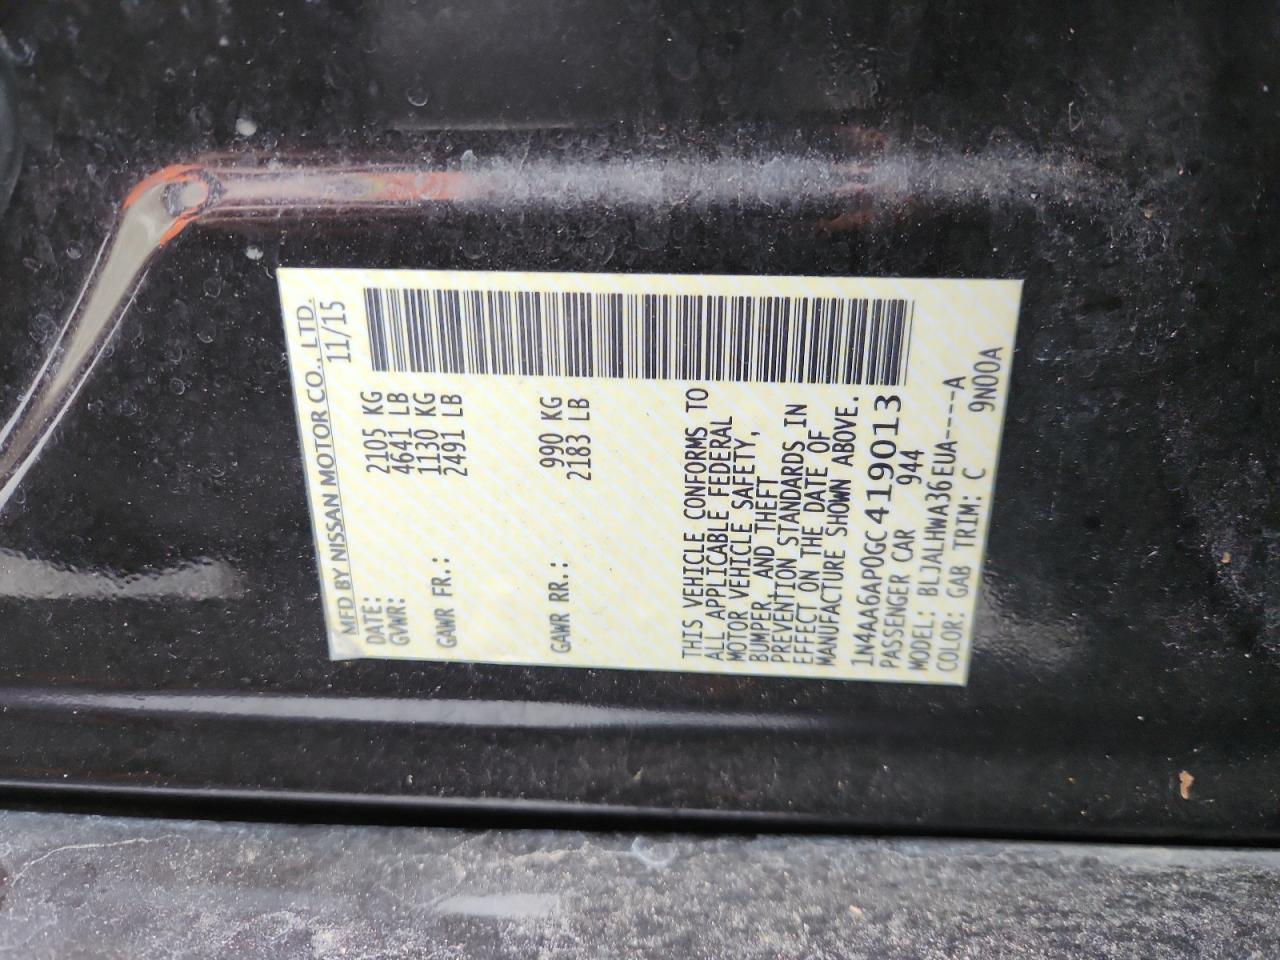 MFD BY NISSAN MOTOR CO., LTD.
DATE: 11/15
GVWR: 2105 KG
4641 LB
GAWR FR.: 1130 KG
2491 LB
GAWR RR.: 990 KG
2183 LB
THIS VEHICLE CONFORMS TO
ALL APPLICABLE FEDERAL
MOTOR VEHICLE SAFETY,
BUMPER, AND THEFT
PREVENTION STANDARDS IN
EFFECT ON THE DATE OF
MANUFACTURE SHOWN ABOVE.
1N4AA6AP0GC419013
PASSENGER CAR 944
MODEL: BLJALHWA36EUA----A
COLOR: GAB TRIM: C 9N00A